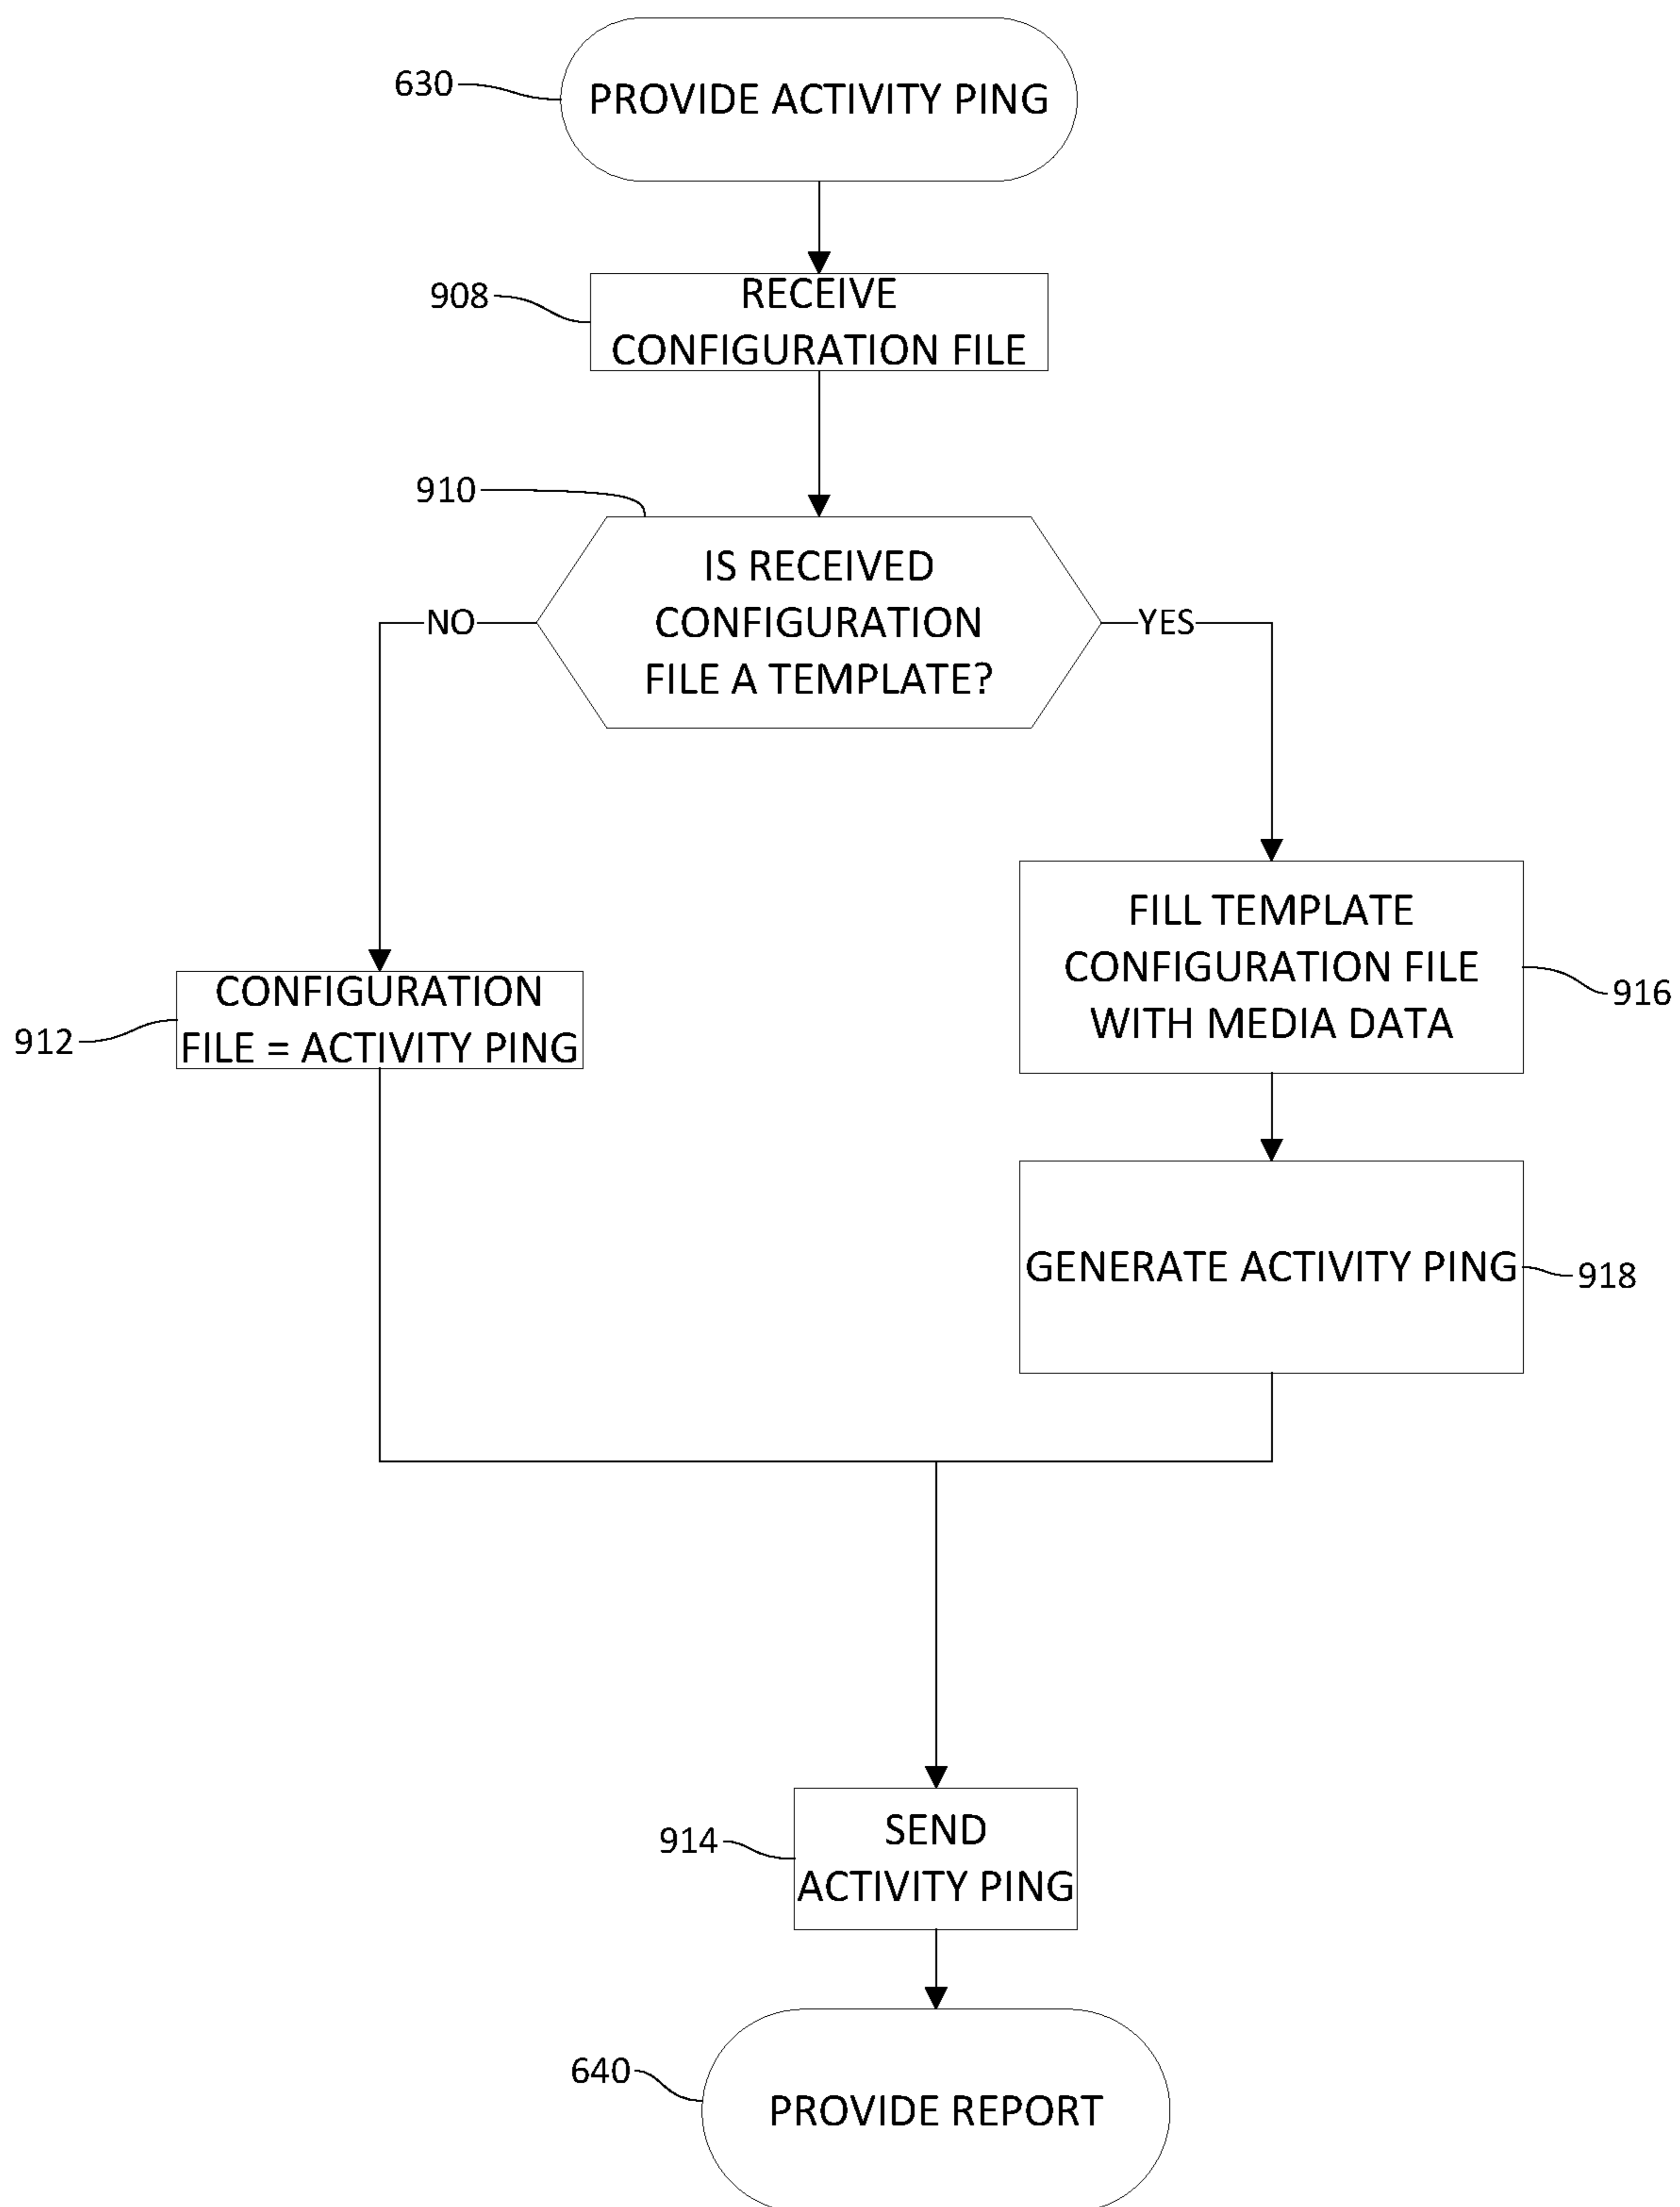 630
PROVIDE ACTIVITY PING
908
RECEIVE
CONFIGURATION FILE
910
IS RECEIVED
CONFIGURATION
FILE A TEMPLATE?
NO
YES
FILL TEMPLATE
CONFIGURATION FILE
WITH MEDIA DATA
916
CONFIGURATION
FILE = ACTIVITY PING
912
GENERATE ACTIVITY PING
918
SEND
ACTIVITY PING
914
640
PROVIDE REPORT